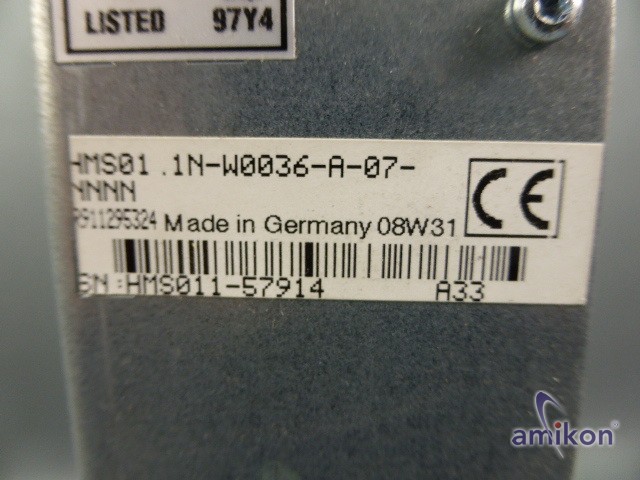 LISTED 97Y4
HMS01.1N-W0036-A-07-
NNNN
R911295324 Made in Germany 08W31
CE
SN:HMS011-57914 A33
amikon